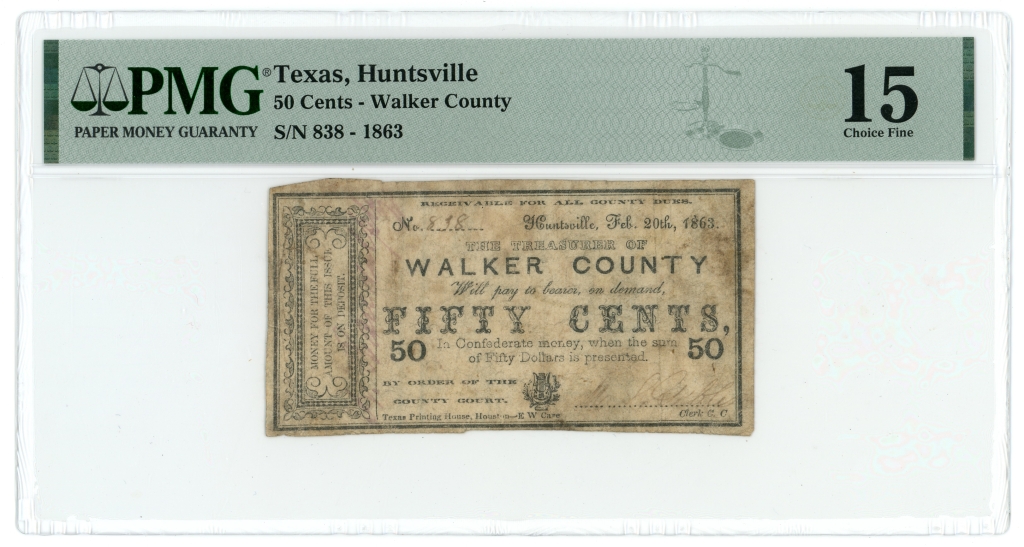 PMG®
PAPER MONEY GUARANTY
Texas, Huntsville
50 Cents - Walker County
S/N 838 - 1863
15
Choice Fine
RECEIVABLE FOR ALL COUNTY DUES.
No. 838 Huntsville, Feb. 20th, 1863.
THE TREASURER OF
WALKER COUNTY
Will pay to bearer, on demand,
FIFTY CENTS,
50 In Confederate money, when the sum 50
of Fifty Dollars is presented.
BY ORDER OF THE
COUNTY COURT.
Clerk C. C
Texas Printing House, Houston—E W Cave
MONEY FOR THE FULL
AMOUNT OF THIS ISSUE
IS ON DEPOSIT.